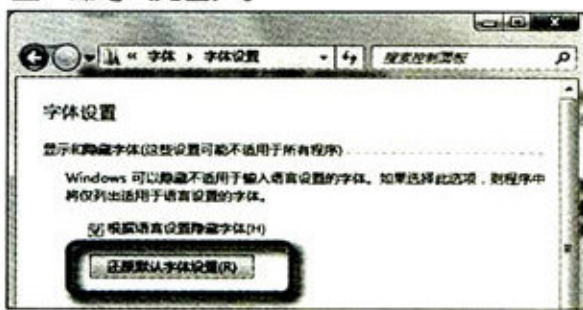 « 字体 › 字体设置
搜索控制面板
字体设置
显示和隐藏字体(这些设置可能不适用于所有程序)
Windows 可以隐藏不适用于输入语言设置的字体。如果选择此选项，则程序中
将仅列出适用于语言设置的字体。
根据语言设置隐藏字体(H)
还原默认字体设置(R)